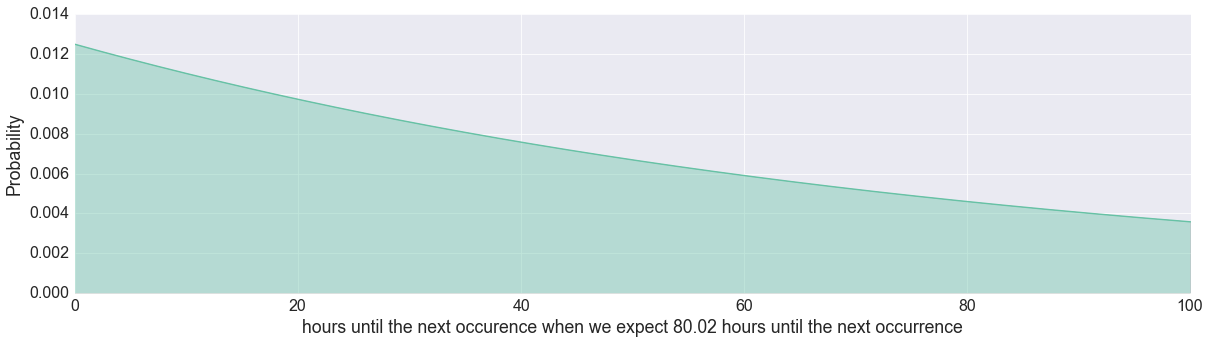 0.014
0.012
0.010
0.008
0.006
0.004
0.002
0.000
Probability
0 20 40 60 80 100
hours until the next occurence when we expect 80.02 hours until the next occurrence